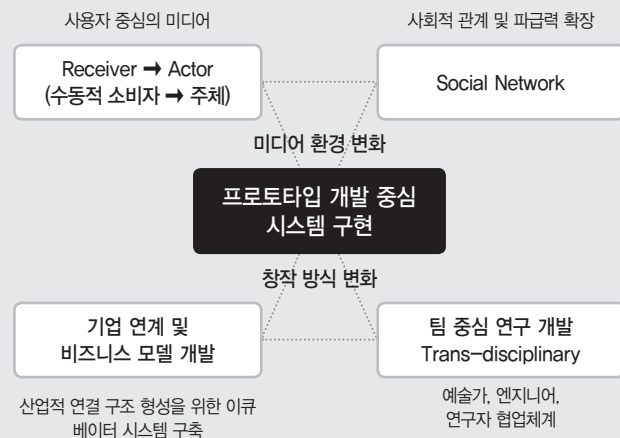 사용자 중심의 미디어
사회적 관계 및 파급력 확장
Receiver ➞ Actor
(수동적 소비자 ➞ 주체)
Social Network
미디어 환경 변화
프로토타입 개발 중심
시스템 구현
창작 방식 변화
기업 연계 및
비즈니스 모델 개발
팀 중심 연구 개발
Trans-disciplinary
산업적 연결 구조 형성을 위한 이큐
베이터 시스템 구축
예술가, 엔지니어,
연구자 협업체계